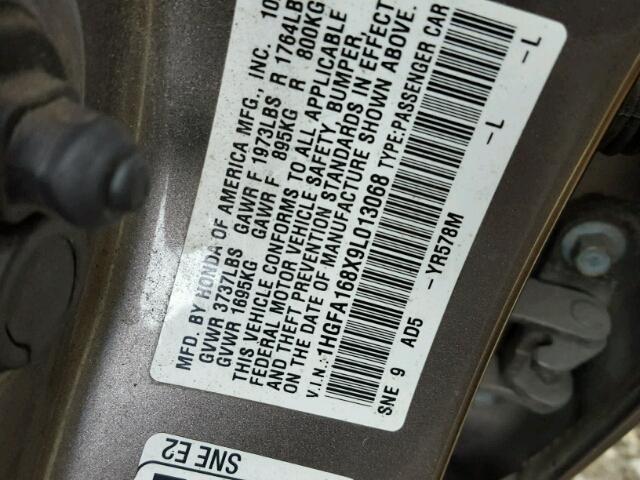 MFD. BY HONDA OF AMERICA MFG., INC. 10
GVWR 3737LBS GAWR F 1973LBS R 1764LB
GVWR 1695KG GAWR F 895KG R 800KG
THIS VEHICLE CONFORMS TO ALL APPLICABLE
FEDERAL MOTOR VEHICLE SAFETY, BUMPER,
AND THEFT PREVENTION STANDARDS IN EFFECT
ON THE DATE OF MANUFACTURE SHOWN ABOVE.
V.I.N.: 1HGFA168X9L013068 TYPE:PASSENGER CAR
SNE 9 AD5 - YR578M - L - L
SNE E2